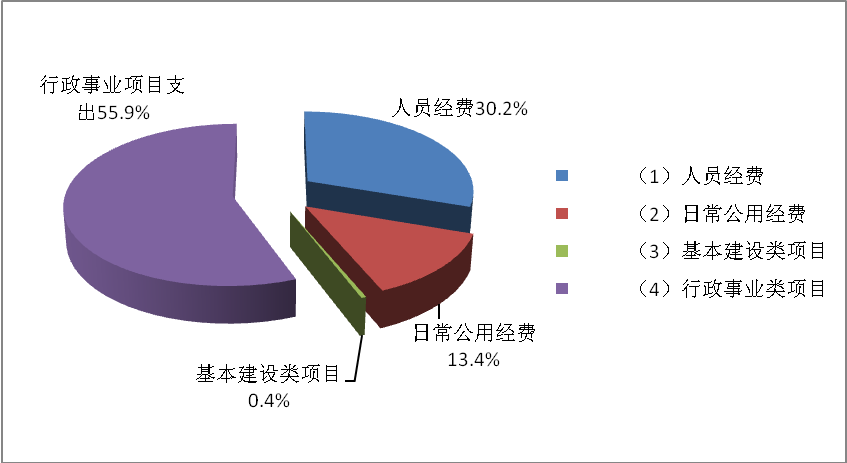 行政事业项目支
出55.9%
人员经费30.2%
（1）人员经费
（2）日常公用经费
（3）基本建设类项目
（4）行政事业类项目
日常公用经费
13.4%
基本建设类项目
0.4%